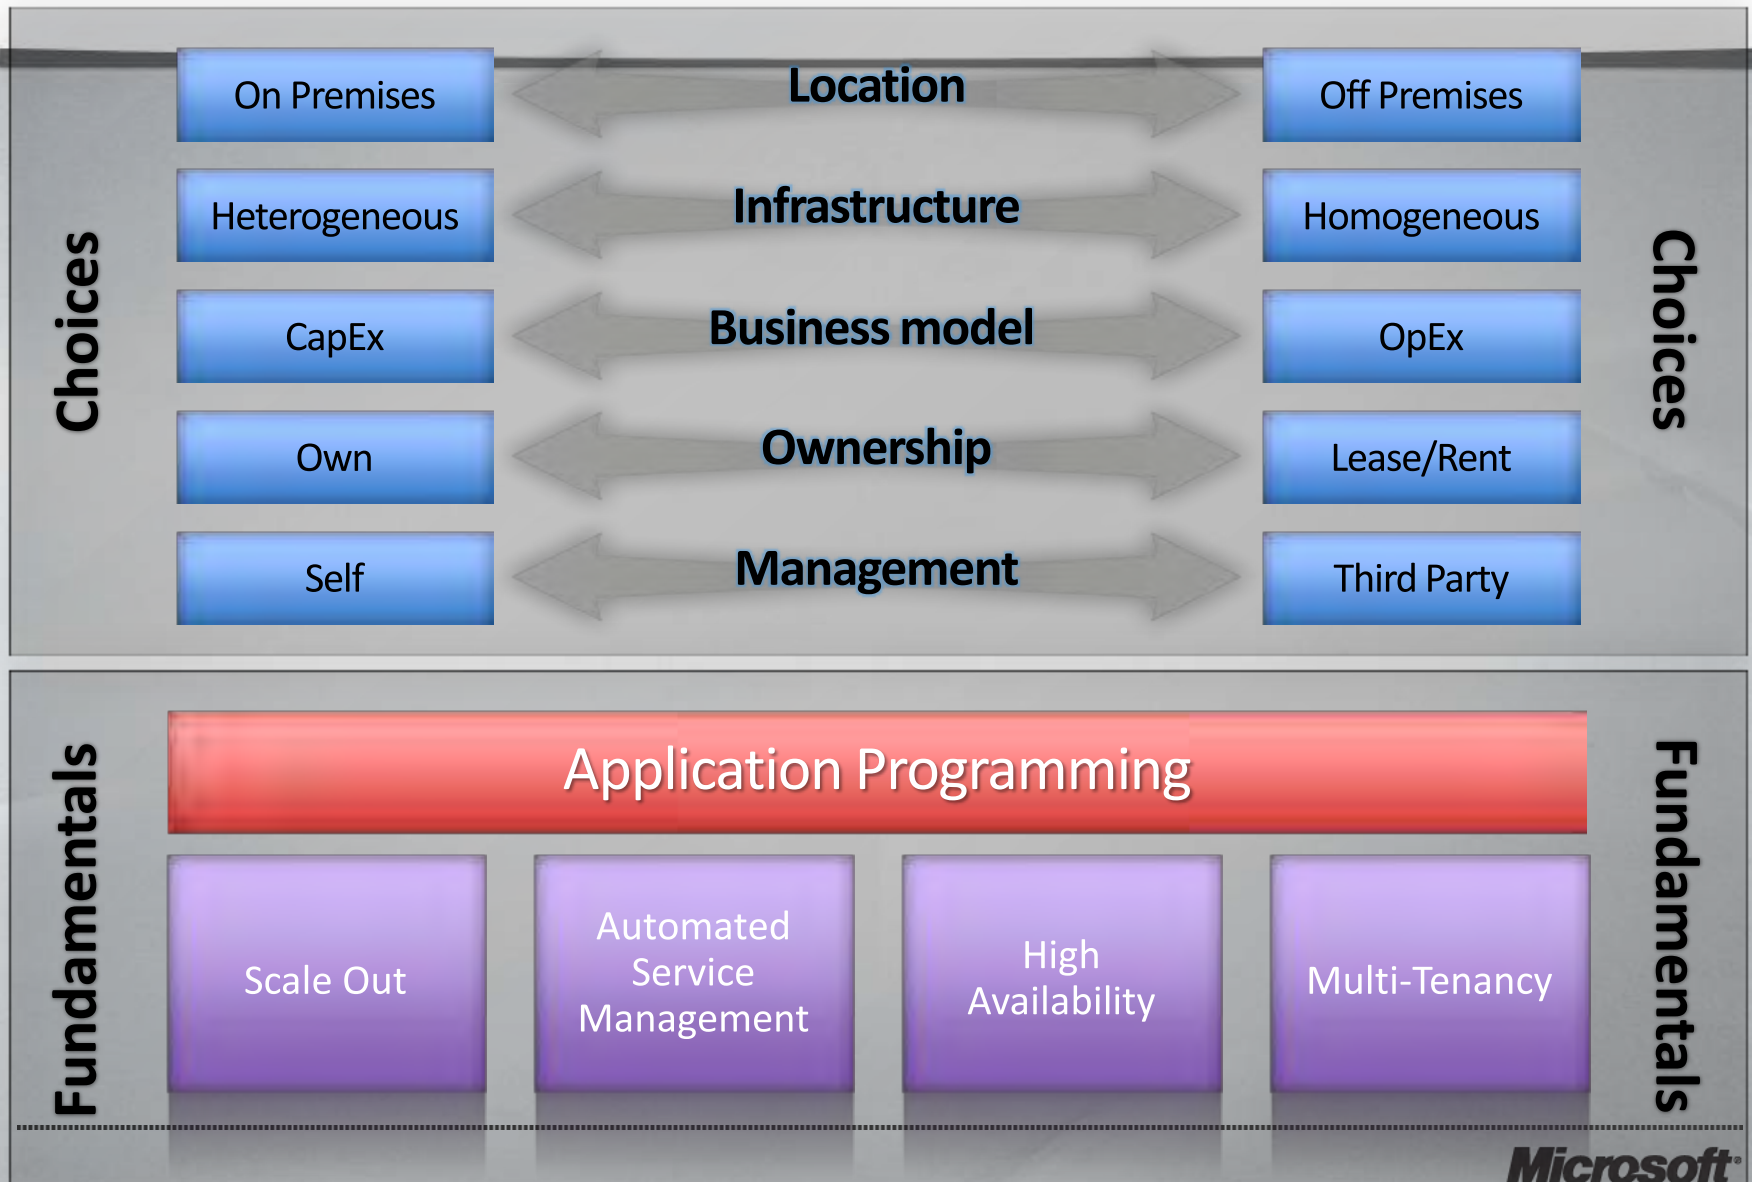 Choices
On Premises
Location
Off Premises
Heterogeneous
Infrastructure
Homogeneous
CapEx
Business model
OpEx
Own
Ownership
Lease/Rent
Self
Management
Third Party
Choices
Fundamentals
Application Programming
Scale Out
Automated
Service
Management
High
Availability
Multi-Tenancy
Fundamentals
Microsoft®